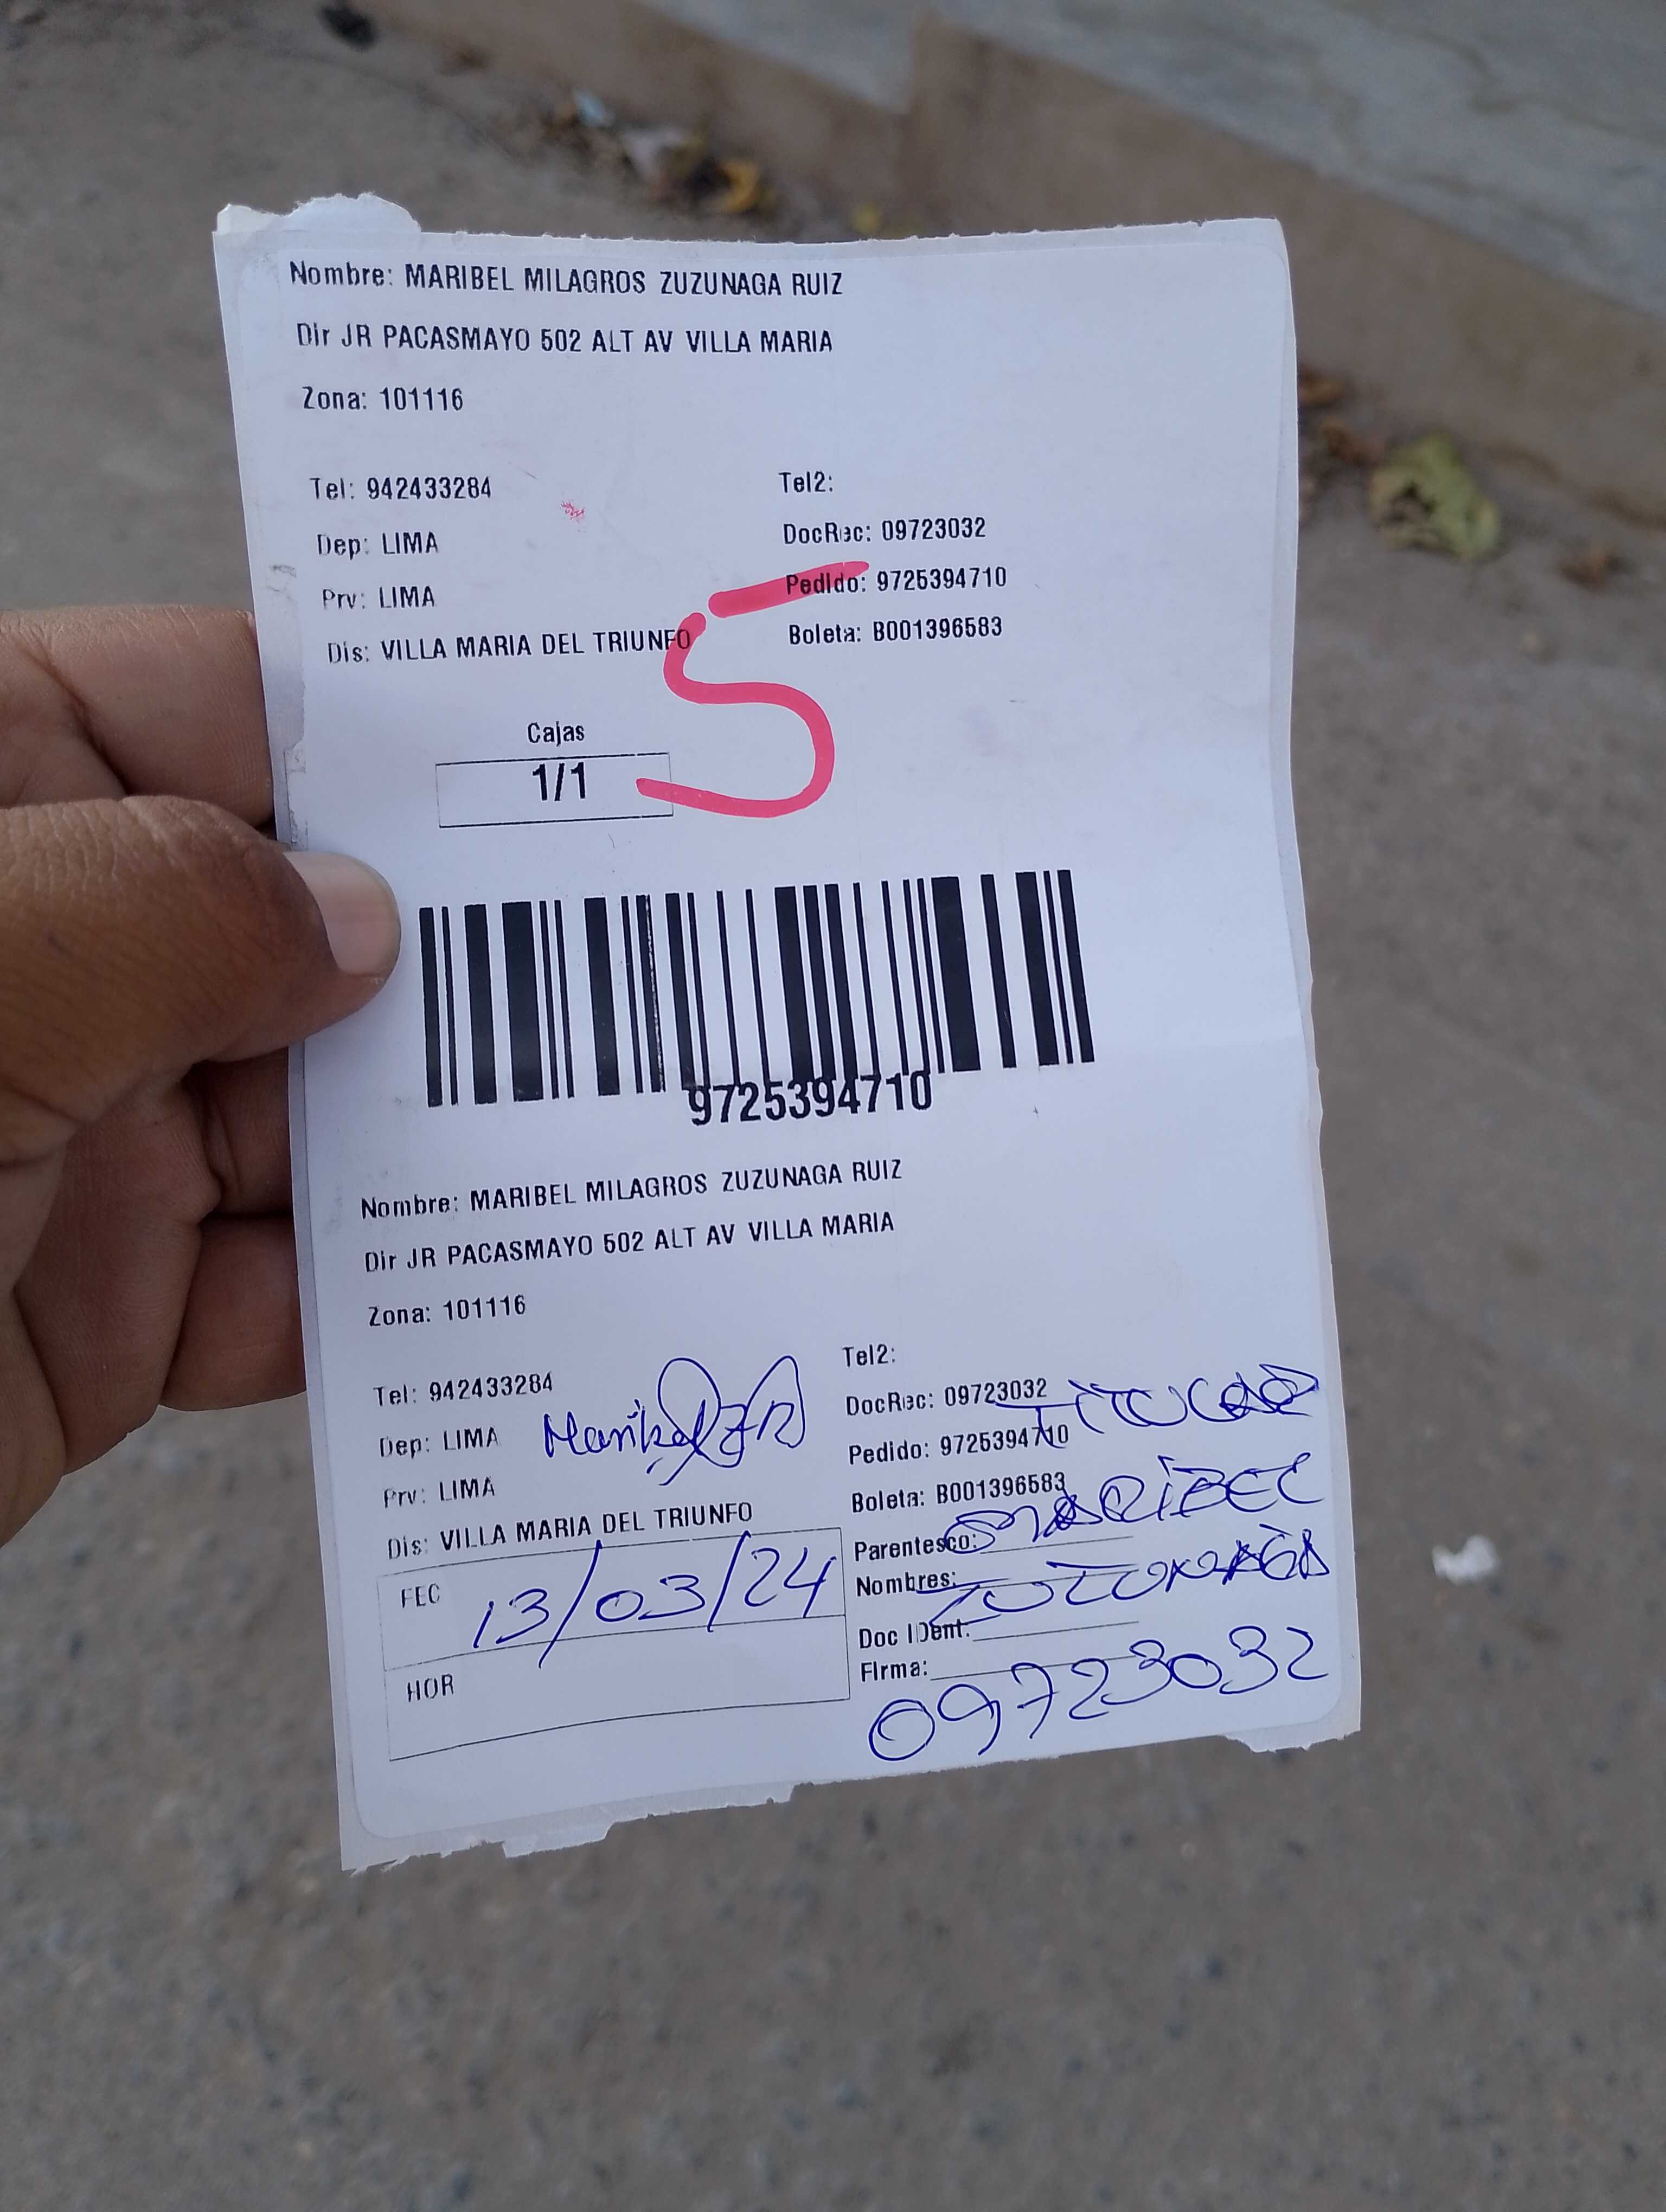 Nombre: MARIBEL MILAGROS ZUZUNAGA RUIZ
Dir JR PACASMAYO 502 ALT AV VILLA MARIA
Zona: 101116
Tel: 942433284 Tel2:
Dep: LIMA DocRec: 09723032
Prv: LIMA Pedido: 9725394710
Dis: VILLA MARIA DEL TRIUNFO Boleta: B001396583
5
Cajas
1/1
9725394710
Nombre: MARIBEL MILAGROS ZUZUNAGA RUIZ
Dir JR PACASMAYO 502 ALT AV VILLA MARIA
Zona: 101116
Tel: 942433284 Tel2:
Dep: LIMA DocRec: 09723032
Prv: LIMA Pedido: 9725394710
Dis: VILLA MARIA DEL TRIUNFO Boleta: B001396583
Maribel
TITULAR
Parentesco: MARIBEL
Nombres:
Doc IDent:
Firma:
09723032
FEC 13/03/24
HOR